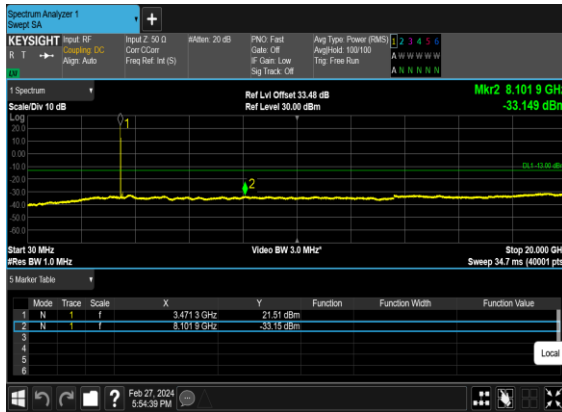 Spectrum Analyzer 1
Swept SA
+
KEYSIGHT Input: RF Input Z: 50 Ω #Atten: 20 dB PNO: Fast Avg Type: Power (RMS) 1 2 3 4 5 6
R T Coupling: DC Corr CCorr Gate: Off Avg|Hold: 100/100 A W W W W W
Align: Auto Freq Ref: Int (S) IF Gain: Low Trig: Free Run
Sig Track: Off A N N N N N
1 Spectrum Ref Lvl Offset 33.48 dB Mkr2 8.101 9 GHz
Scale/Div 10 dB Ref Level 30.00 dBm -33.149 dBm
Log
20.0
10.0
0.00
-10.0
-20.0
-30.0
-40.0
-50.0
-60.0
1
DL1 -13.00 dBm
2
Start 30 MHz Video BW 3.0 MHz* Stop 20.000 GHz
#Res BW 1.0 MHz Sweep 34.7 ms (40001 pts)
5 Marker Table
Mode Trace Scale X Y Function Function Width Function Value
1 N 1 f 3.471 3 GHz 21.51 dBm
2 N 1 f 8.101 9 GHz -33.15 dBm
3
4
5
6
Local
? Feb 27, 2024
5:54:39 PM